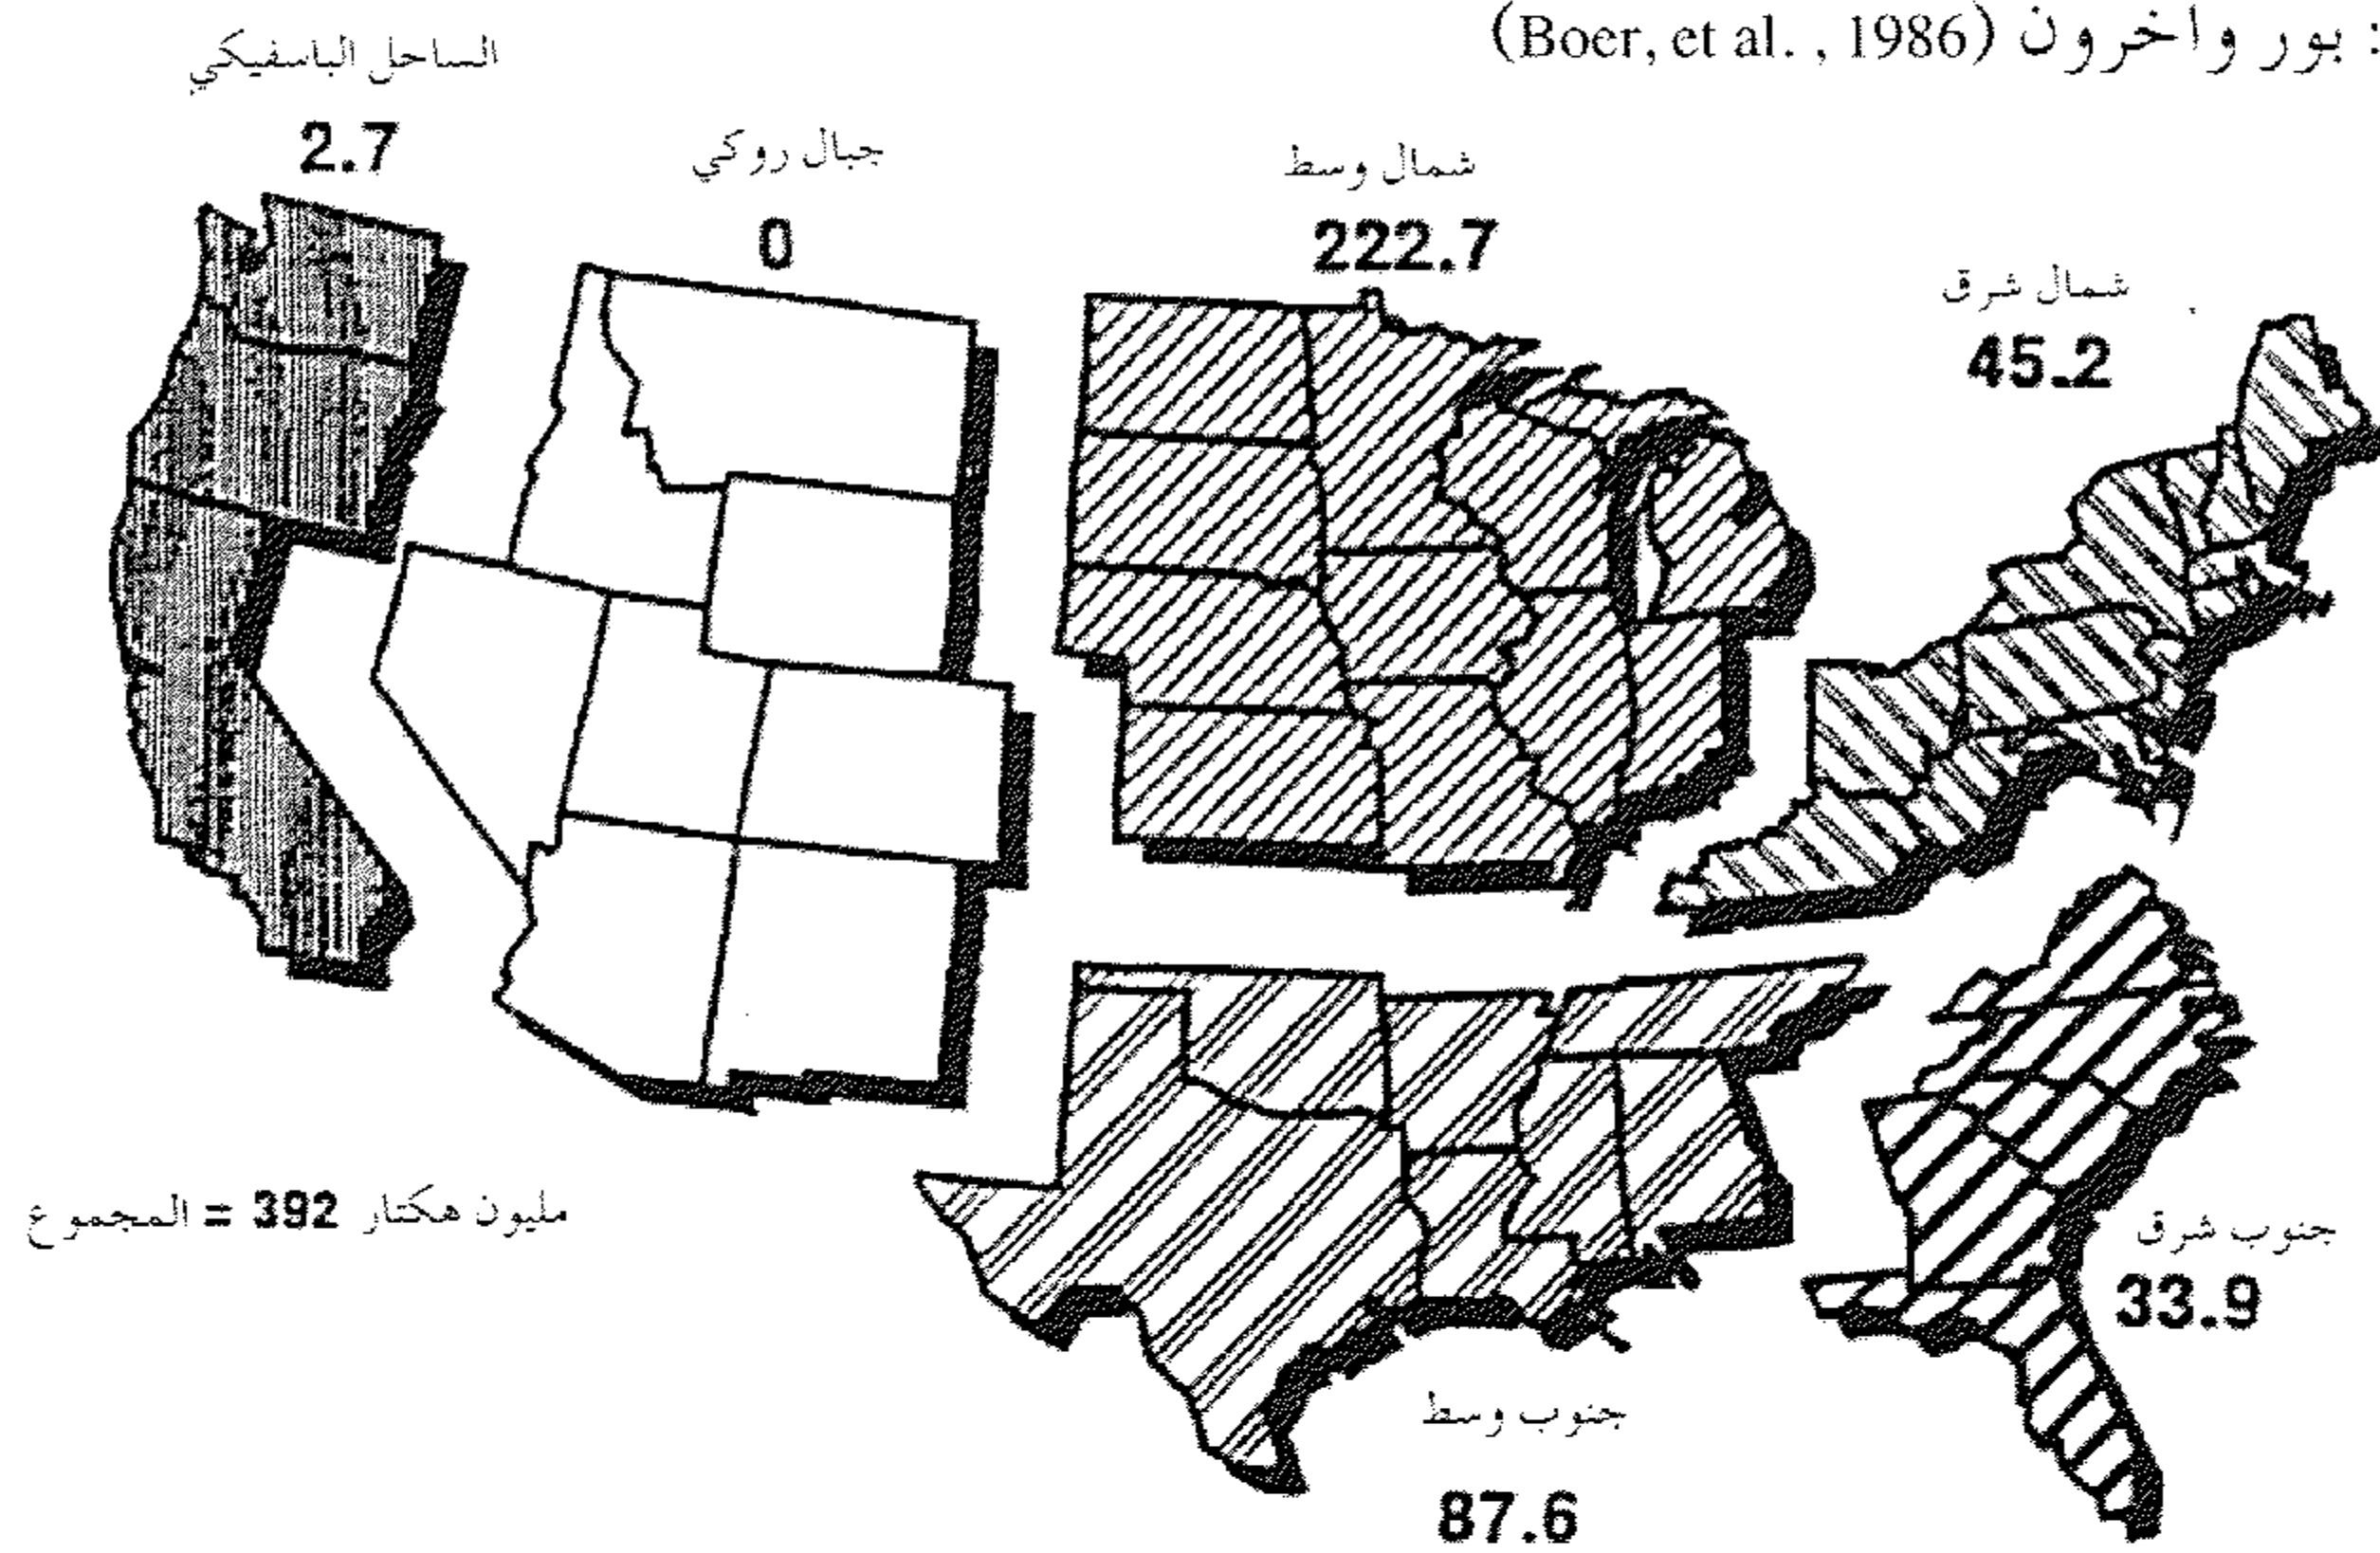 : بور واخرون (Boer, et al. , 1986)
الساحل الباسفيكي
2.7
جبال روكي
0
شمال وسط
222.7
شمال شرق
45.2
مليون هكتار 392 = المجموع
جنوب شرق
33.9
جنوب وسط
87.6